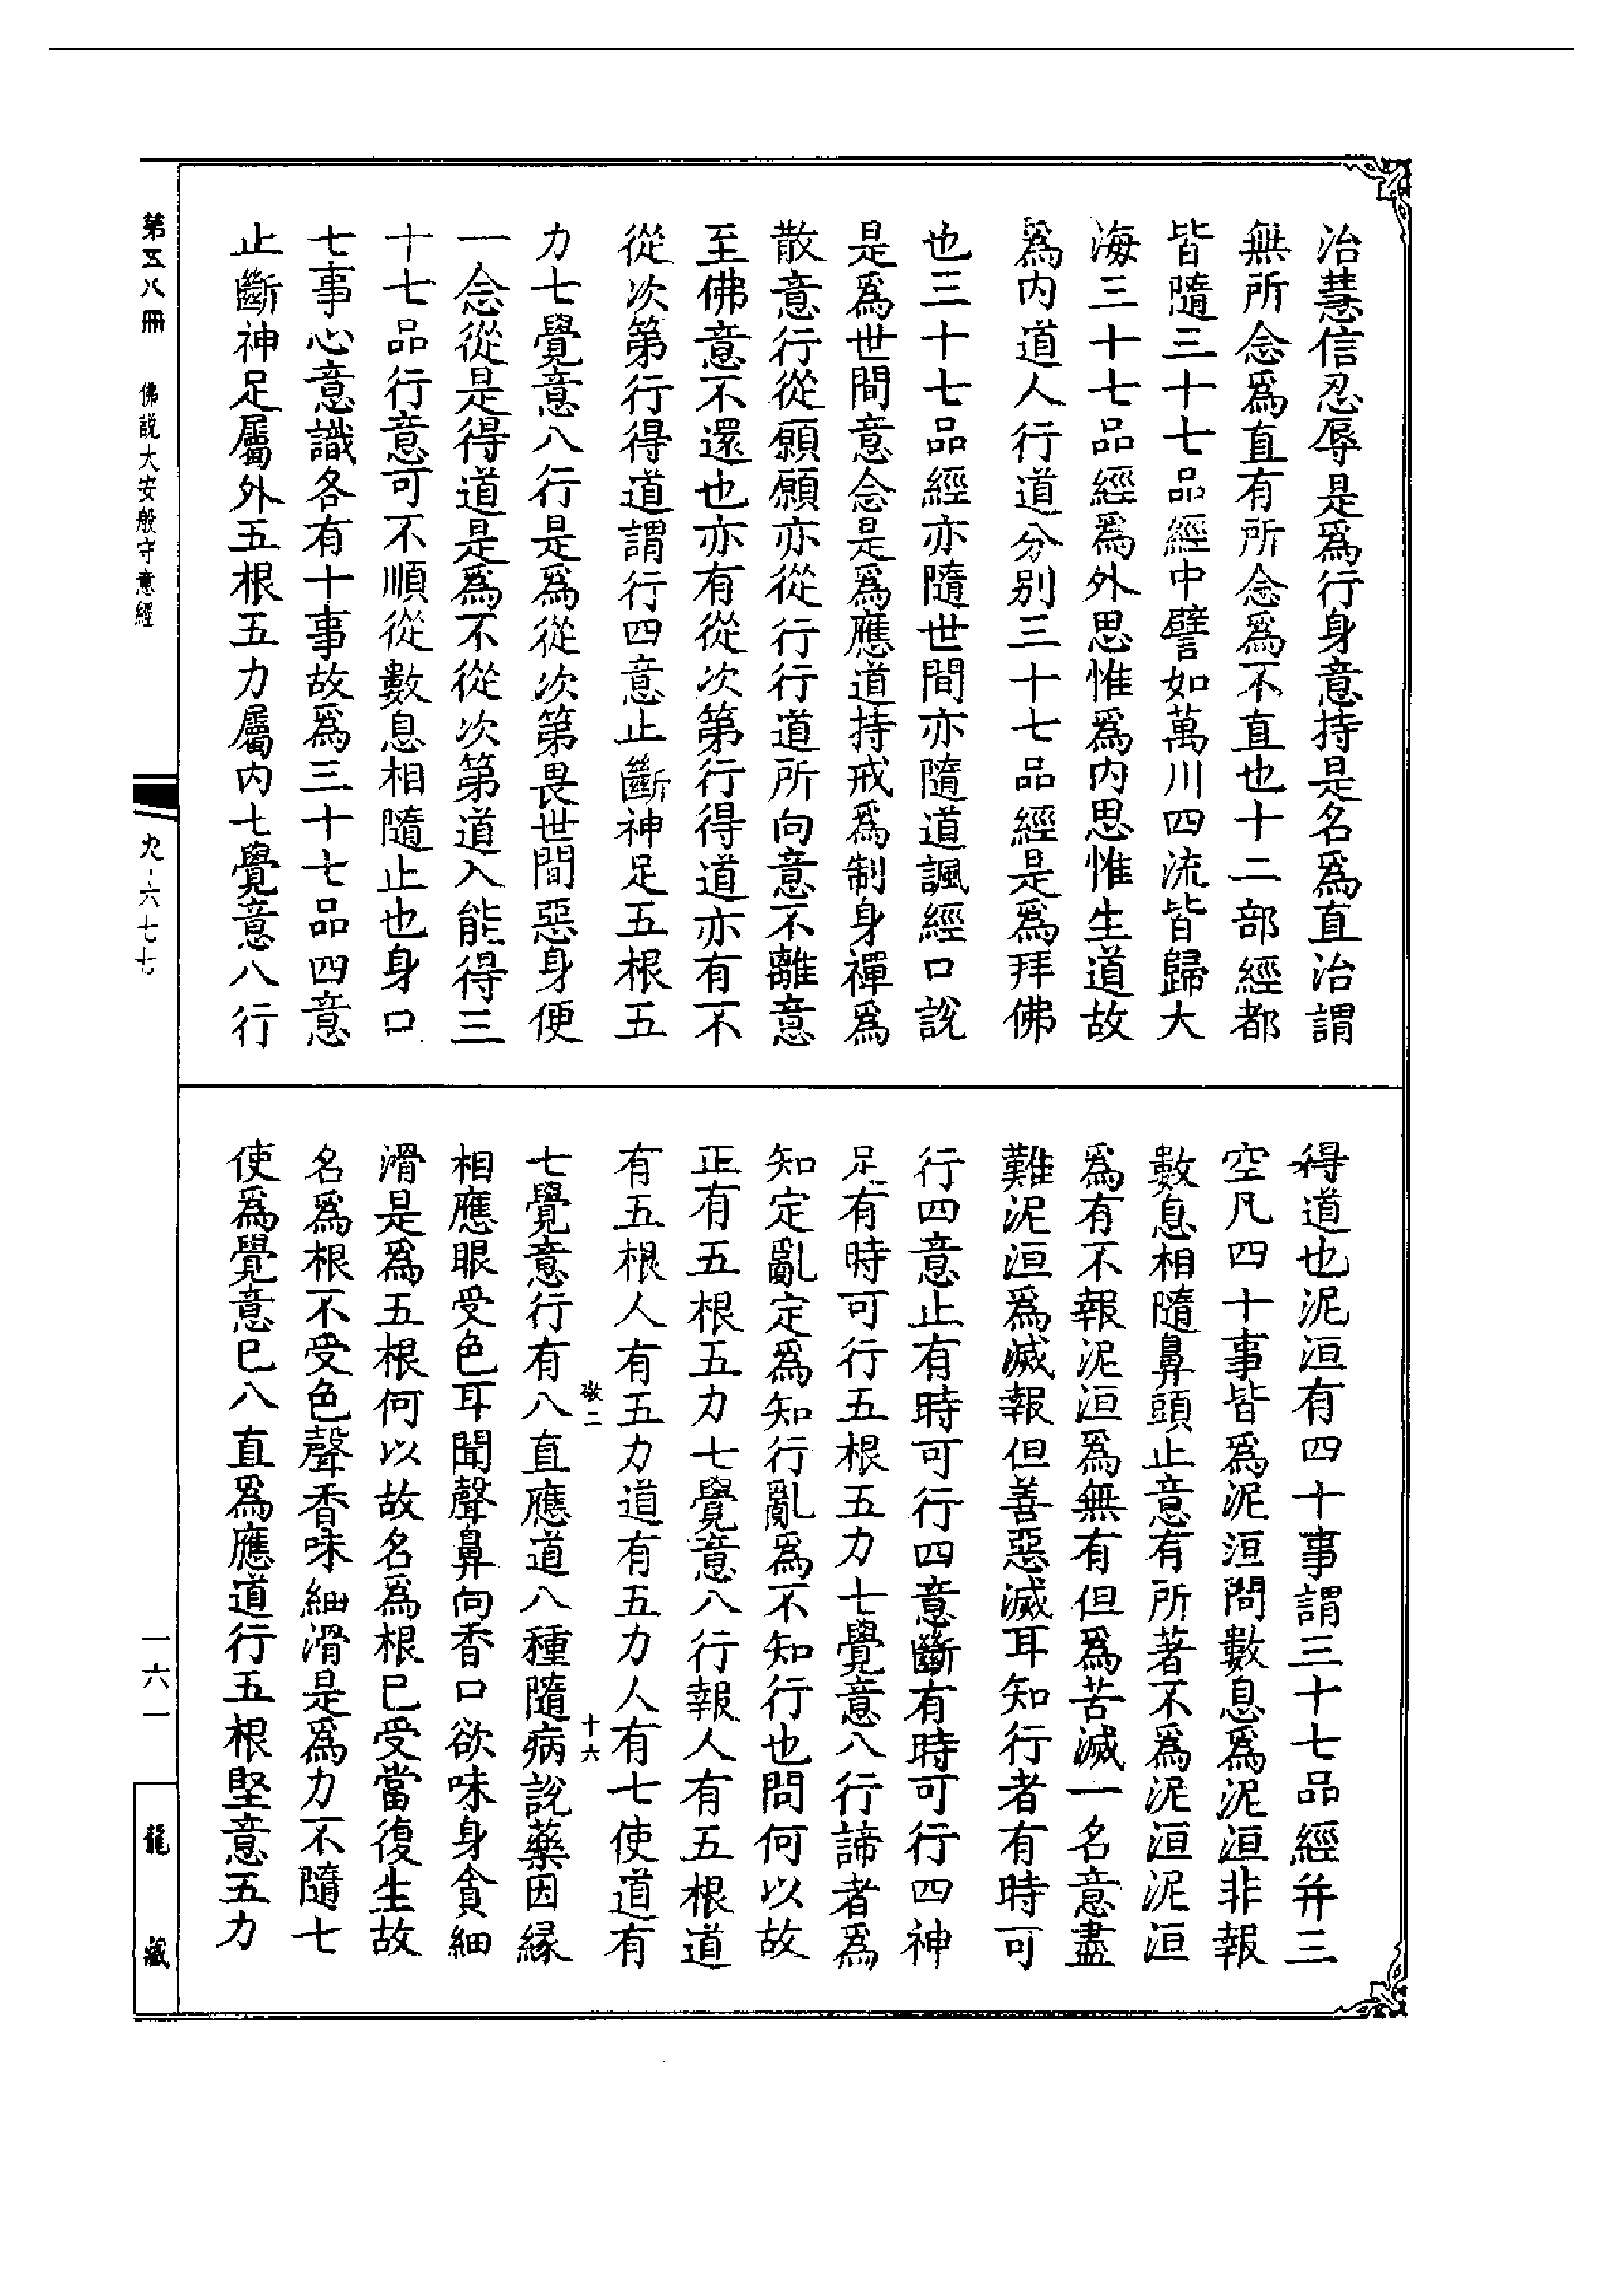 治慧信忍辱是爲行身意持是名爲直治謂
無所念爲直有所念爲不直也十二部經都
皆隨三十七品經中譬如萬川四流皆歸大
海三十七品經爲外思惟爲内思惟生道故
爲内道人行道分别三十七品經是爲拜佛
也三十七品經亦隨世間亦隨道諷經口說
是爲世間意念是爲應道持戒爲制身禪爲
散意行從願願亦從行行道所向意不離意
至佛意不還也亦有從次第行得道亦有不
從次第行得道謂行四意止斷神足五根五
力七覺意八行是爲從次第畏世間惡身便
一念從是得道是爲不從次第道入能得三
十七品行意可不順從數息相隨止也身口
七事心意識各有十事故爲三十七品四意
止斷神足屬外五根五力屬内七覺意八行
得道也泥洹有四十事謂三十七品經并三
空凡四十事皆爲泥洹問數息爲泥洹非報
數息相隨鼻頭止意有所著不爲泥洹泥洹
爲有不報泥洹爲無有但爲苦滅一名意盡
難泥洹爲滅報但善惡滅耳知行者有時可
行四意止有時可行四意斷有時可行四神
足有時可行五根五力七覺意八行諦者爲
知定亂定爲知行亂爲不知行也問何以故
正有五根五力七覺意八行報人有五根道
有五根人有五力道有五力人有七使道有
七覺意行有八直應道八種隨病說藥因緣
相應眼受色耳聞聲鼻向香口欲味身貪細
滑是爲五根何以故名爲根已受當復生故
名爲根不受色聲香味細滑是爲力不隨七
使爲覺意已八直爲應道行五根堅意五力
二
十六
第五八冊 佛說大安般守意經
九-六七七
一六一
龍藏